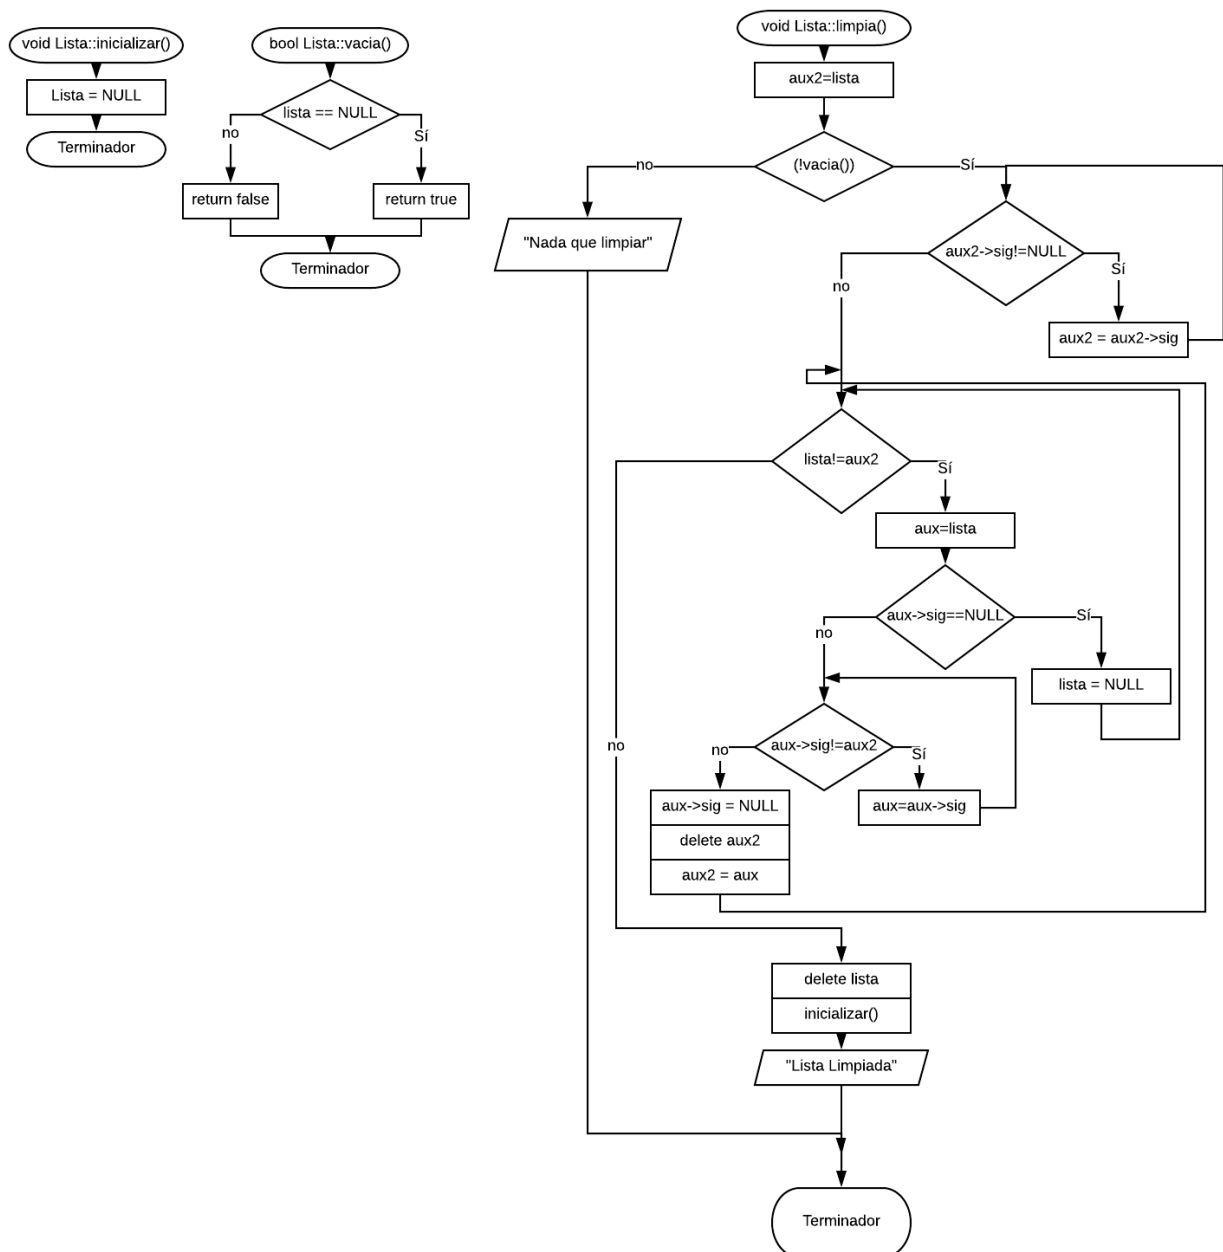 void Lista::inicializar()
Lista = NULL
Terminador
bool Lista::vacia()
lista == NULL
no
Sí
return false
return true
Terminador
void Lista::limpia()
aux2=lista
(!vacia())
no
Sí
"Nada que limpiar"
aux2->sig!=NULL
no
Sí
aux2 = aux2->sig
lista!=aux2
Sí
aux=lista
aux->sig==NULL
no
Sí
lista = NULL
aux->sig!=aux2
no
no
Sí
aux->sig = NULL
aux=aux->sig
delete aux2
aux2 = aux
delete lista
inicializar()
"Lista Limpiada"
Terminador